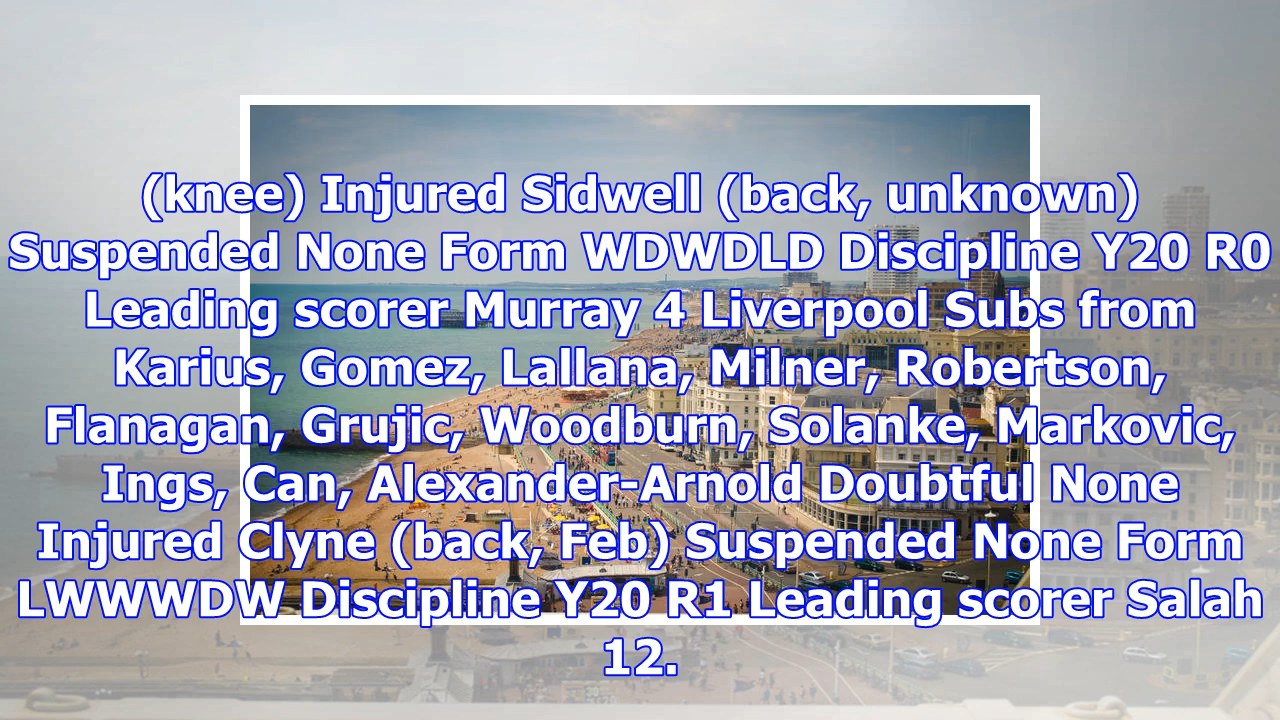 (knee) Injured Sidwell (back, unknown)
Suspended None Form WDWDLD Discipline Y20 R0
Leading scorer Murray 4 Liverpool Subs from
Karius, Gomez, Lallana, Milner, Robertson,
Flanagan, Grujic, Woodburn, Solanke, Markovic,
Ings, Can, Alexander-Arnold Doubtful None
Injured Clyne (back, Feb) Suspended None Form
LWWWDW Discipline Y20 R1 Leading scorer Salah
12.